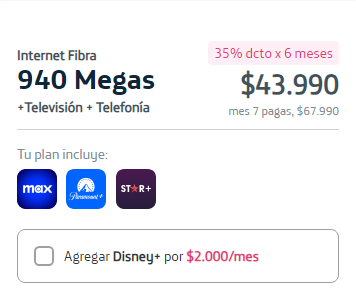 35% dcto x 6 meses
Internet Fibra
940 Megas
$43.990
+Televisión + Telefonía
mes 7 pagas, $67.990
Tu plan incluye:
max
Paramount+
STAR+
Agregar Disney+ por $2.000/mes